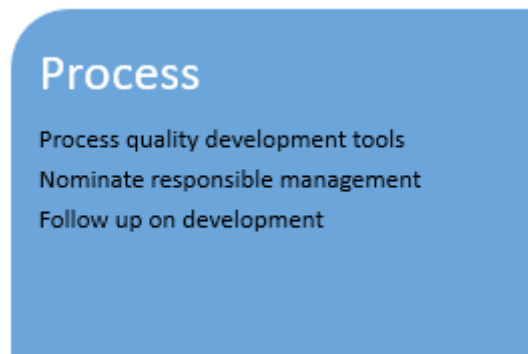 Process
Process quality development tools
Nominate responsible management
Follow up on development